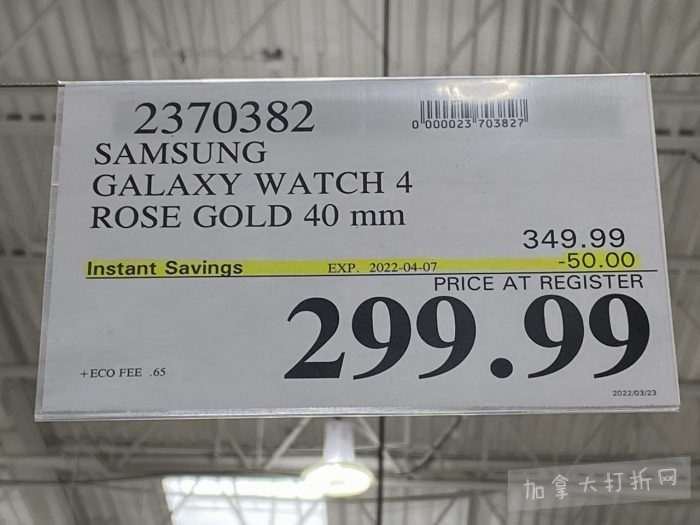 2370382
0 000023 703827
SAMSUNG
GALAXY WATCH 4
ROSE GOLD 40 mm
349.99
Instant Savings EXP. 2022-04-07 -50.00
PRICE AT REGISTER
299.99
+ECO FEE .65
2022/03/23
加拿大打折网